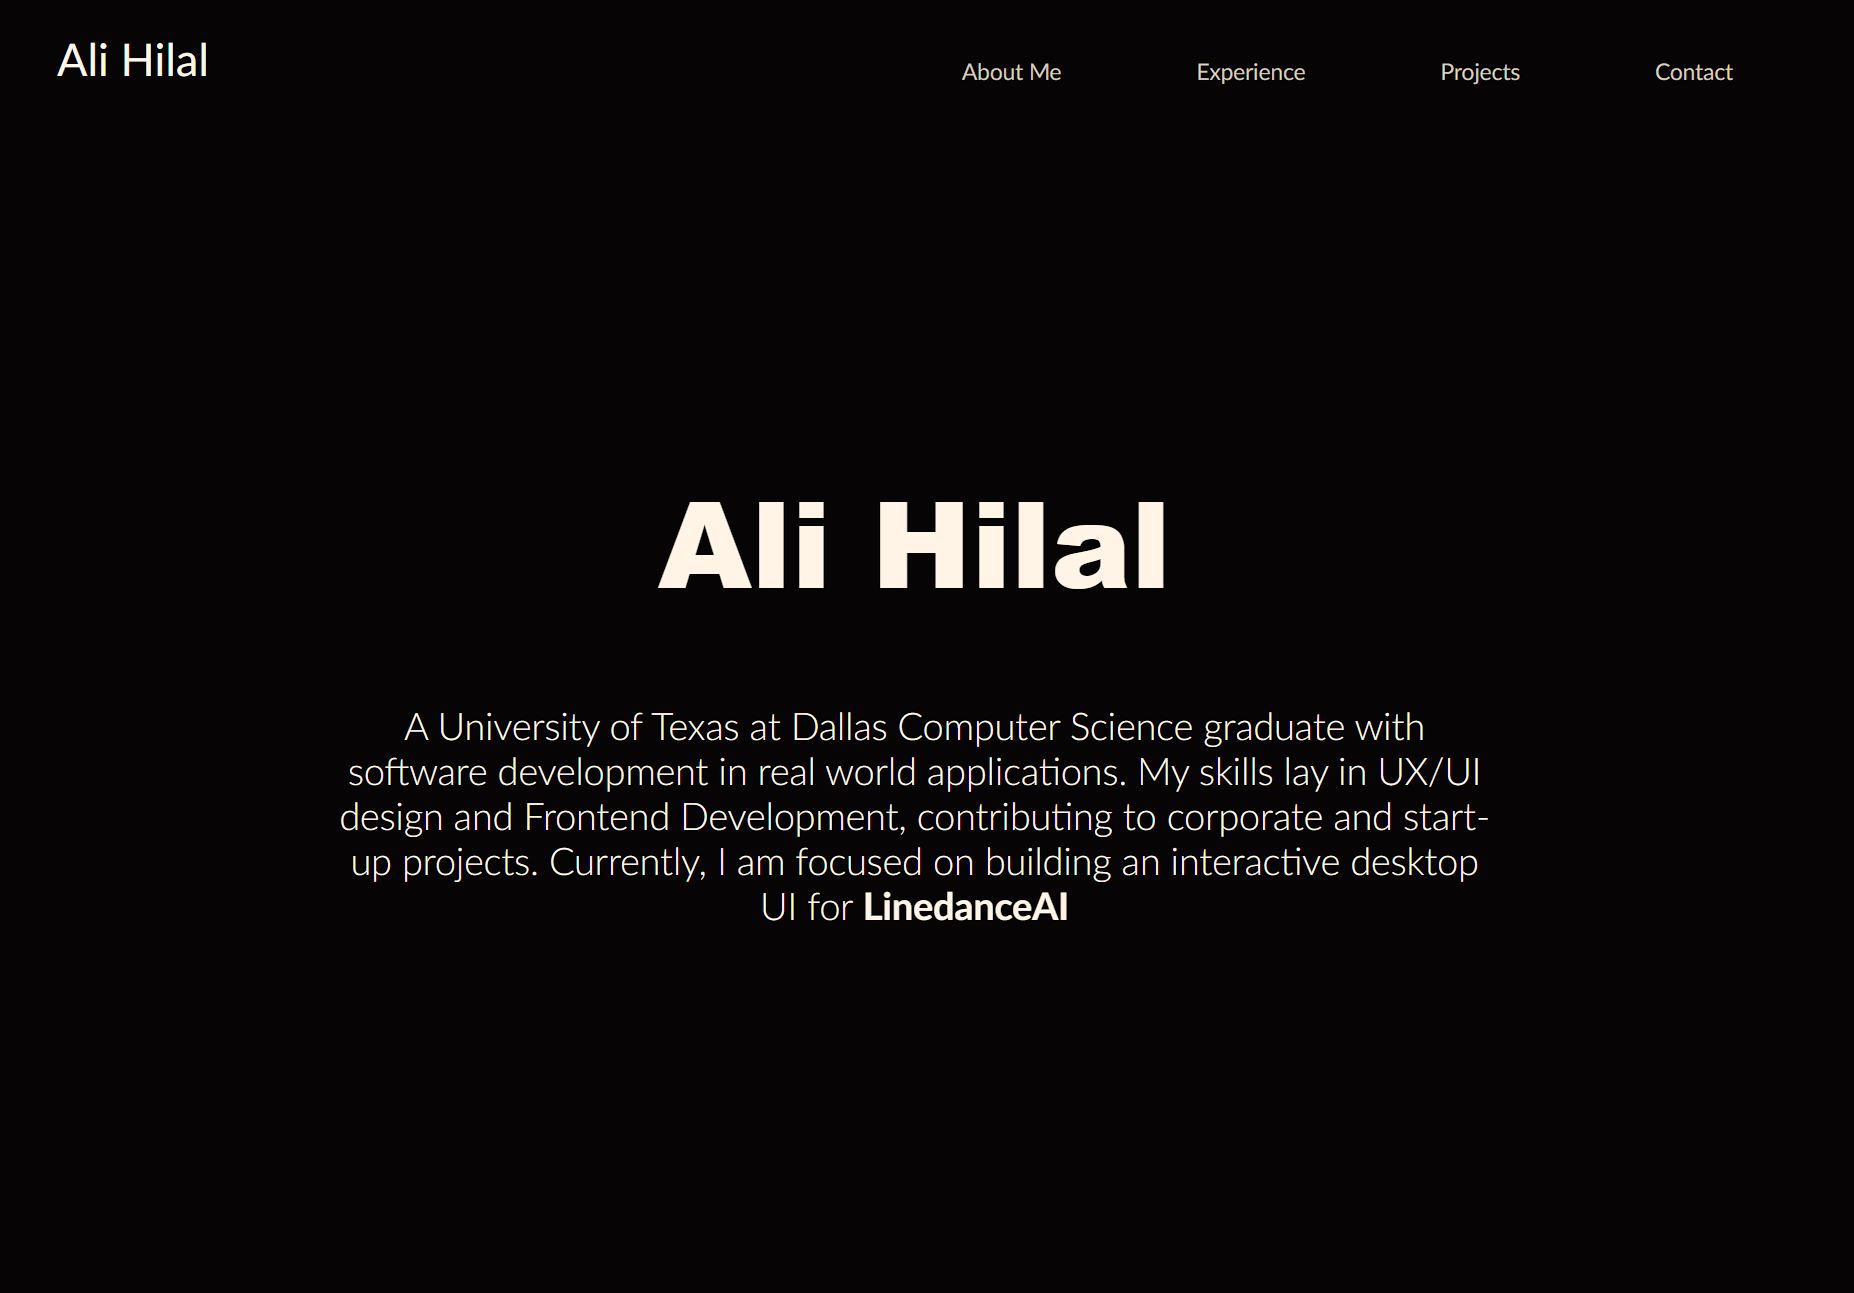 Ali Hilal
About Me Experience Projects Contact
Ali Hilal
A University of Texas at Dallas Computer Science graduate with
software development in real world applications. My skills lay in UX/UI
design and Frontend Development, contributing to corporate and start-
up projects. Currently, I am focused on building an interactive desktop
UI for LinedanceAI